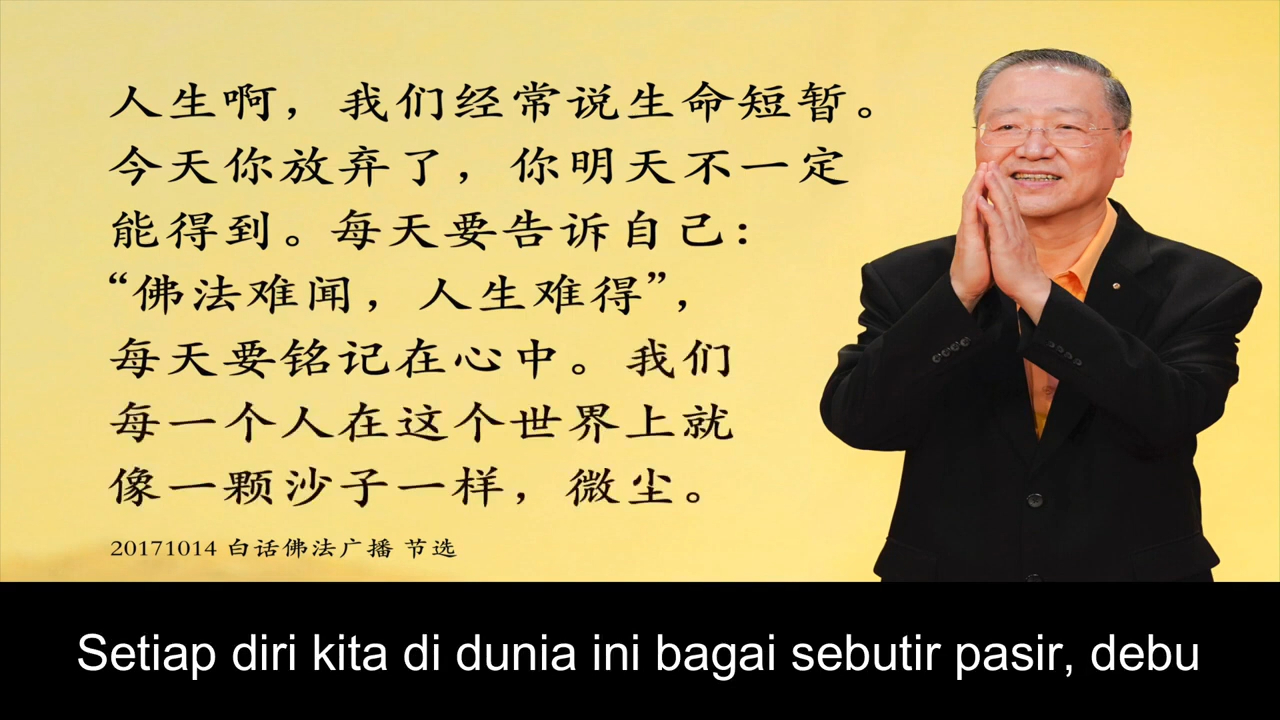 人生啊，我们经常说生命短暂。
今天你放弃了，你明天不一定
能得到。每天要告诉自己：
“佛法难闻，人生难得”，
每天要铭记在心中。我们
每一个人在这个世界上就
像一颗沙子一样，微尘。
20171014 白话佛法广播 节选
Setiap diri kita di dunia ini bagai sebutir pasir, debu